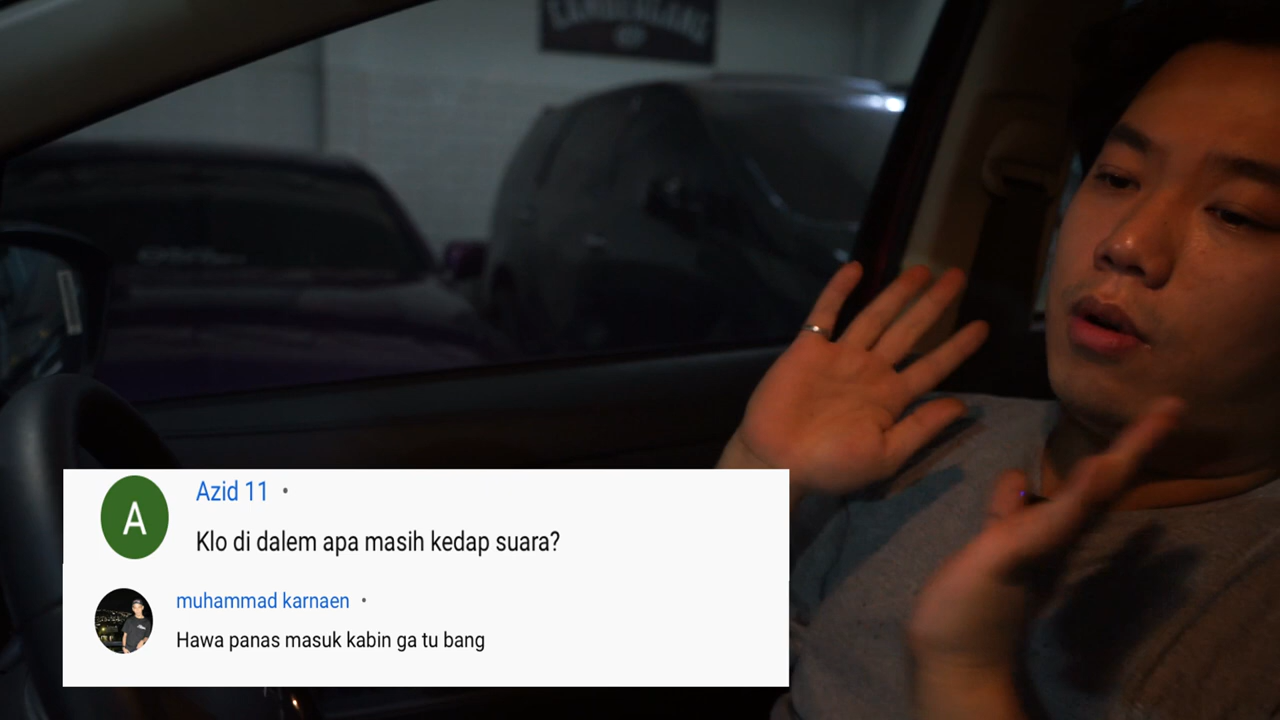 Azid 11 •
Klo di dalem apa masih kedap suara?
A
muhammad karnaen •
Hawa panas masuk kabin ga tu bang